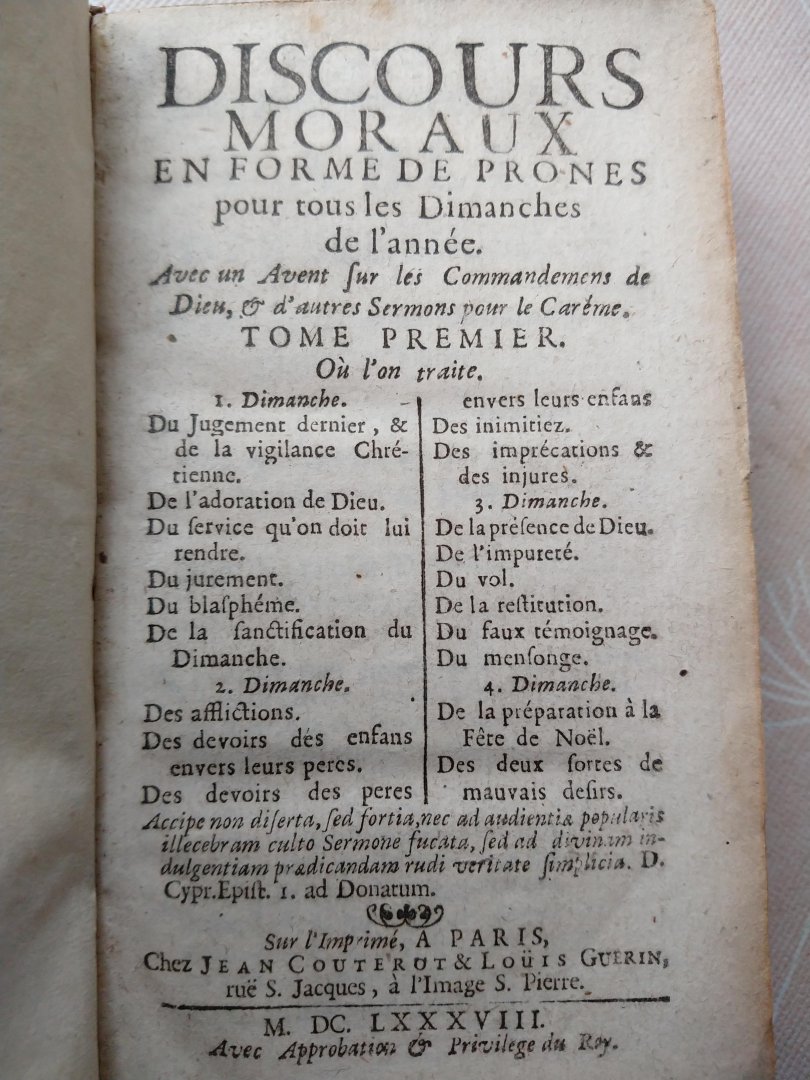 DISCOURS
MORAUX
EN FORME DE PRONES
pour tous les Dimanches
de l'année.
Avec un Avent ſur les Commandemens de
Dieu, & d'autres Sermons pour le Carême.
TOME PREMIER.
Où l'on traite.
1. Dimanche.
Du Jugement dernier, &
de la vigilance Chré-
tienne.
De l'adoration de Dieu.
Du ſervice qu'on doit lui
rendre.
Du jurement.
Du blaſphéme.
De la ſanctification du
Dimanche.
2. Dimanche.
Des afflictions.
Des devoirs des enfans
envers leurs peres.
Des devoirs des peres
envers leurs enfans
Des inimitiez.
Des imprécations &
des injures.
3. Dimanche.
De la préſence de Dieu.
De l'impureté.
Du vol.
De la reſtitution.
Du faux témoignage.
Du menſonge.
4. Dimanche.
De la préparation à la
Fête de Noël.
Des deux ſortes de
mauvais deſirs.
Accipe non diſerta, ſed fortia, nec ad audientiæ popularis
illecebram culto Sermone fucata, ſed ad divinam in-
dulgentiam prædicandam rudi veritate ſimplicia. D.
Cypr. Epiſt. 1. ad Donatum.
Sur l'Imprimé, A PARIS,
Chez JEAN COUTEROT & LOÜIS GUERIN,
ruë S. Jacques, à l'Image S. Pierre.
M. DC. LXXXVIII.
Avec Approbation & Privilege du Roy.